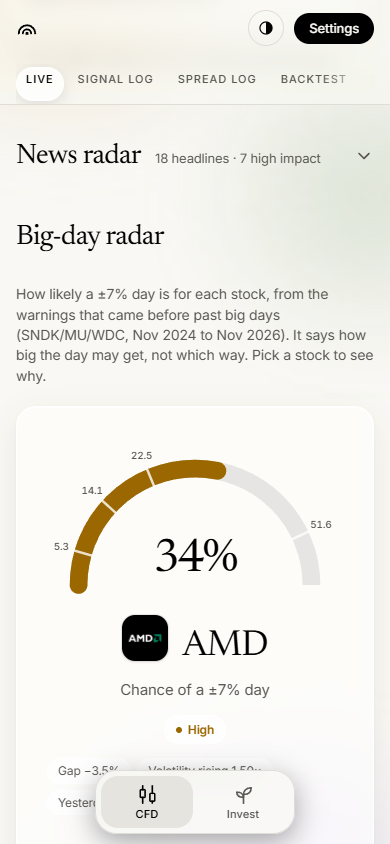 Settings
LIVE SIGNAL LOG SPREAD LOG BACKTEST
News radar 18 headlines · 7 high impact
Big-day radar
How likely a ±7% day is for each stock, from the
warnings that came before past big days
(SNDK/MU/WDC, Nov 2024 to Nov 2026). It says how
big the day may get, not which way. Pick a stock to see
why.
22.5
14.1
51.6
5.3
34%
AMD AMD
Chance of a ±7% day
High
Gap −3.5% Volatility rising 1.50×
CFD Invest